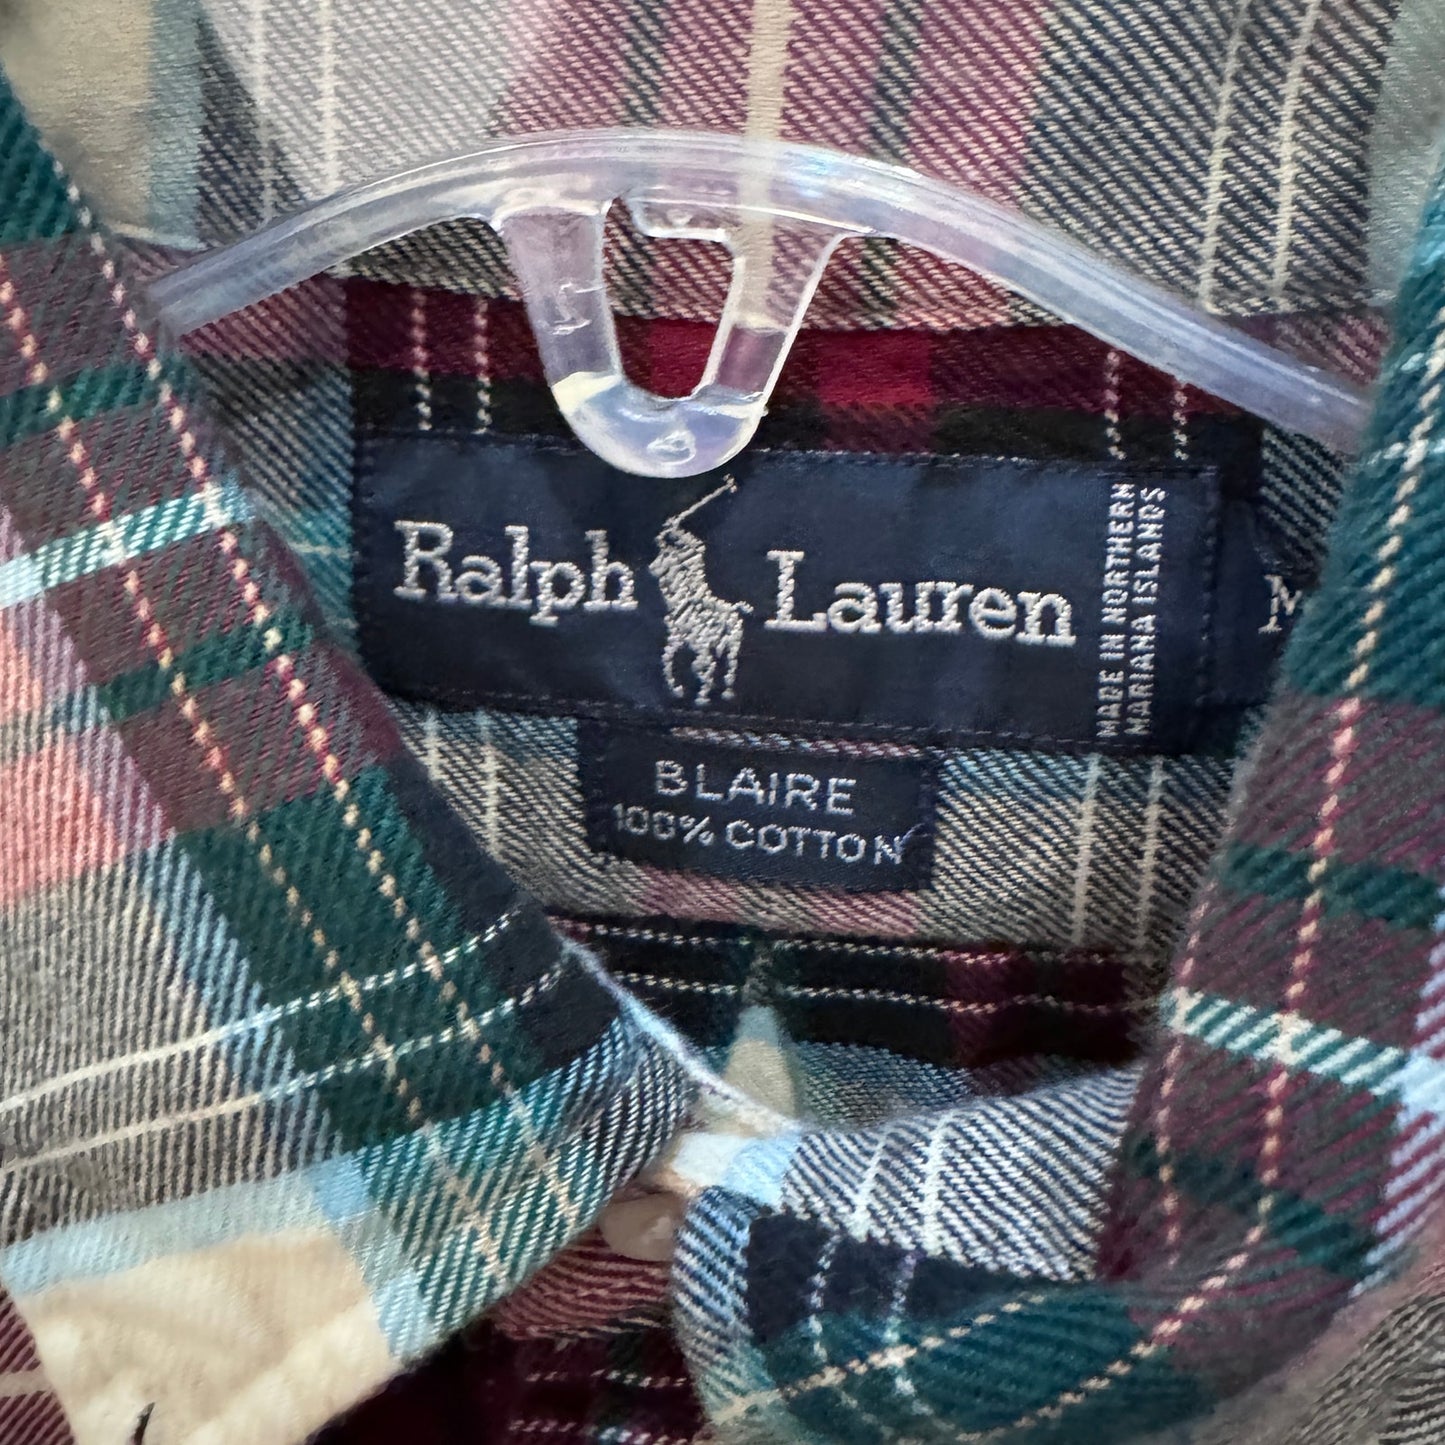 Ralph Lauren
MADE IN NORTHERN
MARIANA ISLANDS
M
BLAIRE
100% COTTON